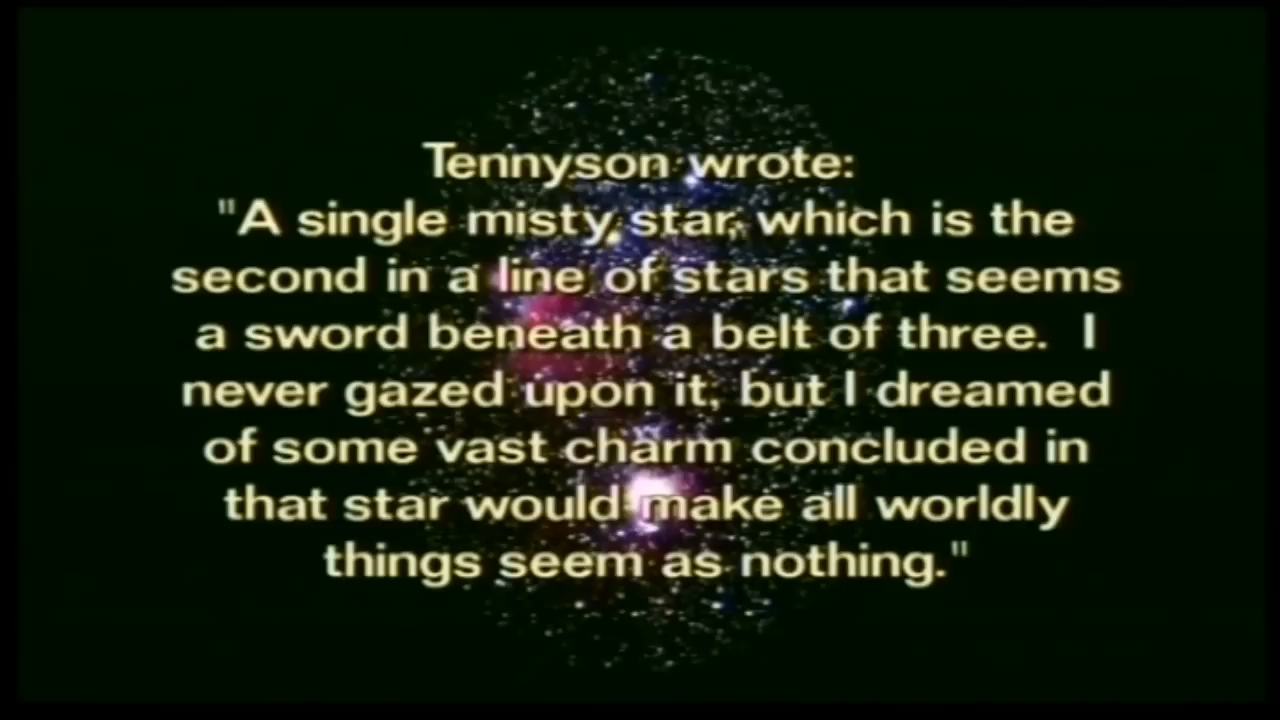 Tennyson wrote:
"A single misty star, which is the
second in a line of stars that seems
a sword beneath a belt of three.  I
never gazed upon it, but I dreamed
of some vast charm concluded in
that star would make all worldly
things seem as nothing."